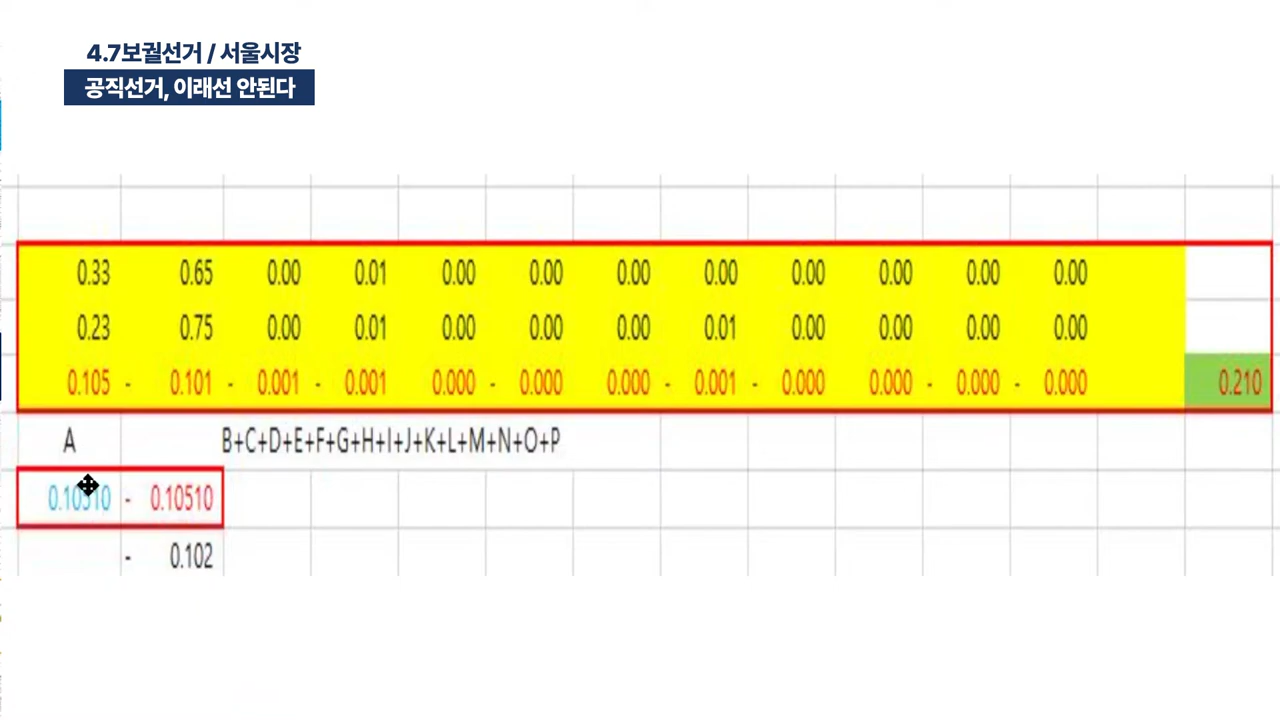 4.7보궐선거 / 서울시장
공직선거, 이래선 안된다
0.33 0.65 0.00 0.01 0.00 0.00 0.00 0.00 0.00 0.00 0.00 0.00
0.23 0.75 0.00 0.01 0.00 0.00 0.00 0.01 0.00 0.00 0.00 0.00
0.105 - 0.101 - 0.001 - 0.001 0.000 - 0.000 0.000 - 0.001 - 0.000 0.000 - 0.000 - 0.000 0.210
A B+C+D+E+F+G+H+I+J+K+L+M+N+O+P
0.10510 - 0.10510
- 0.102